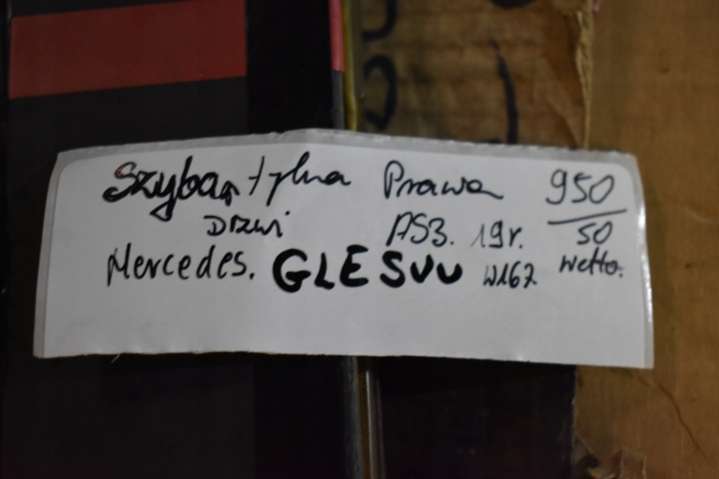 Szyba tylna Prawa 950
Drzwi AS3. 19r. 50
Mercedes. GLE SUV W167 netto.